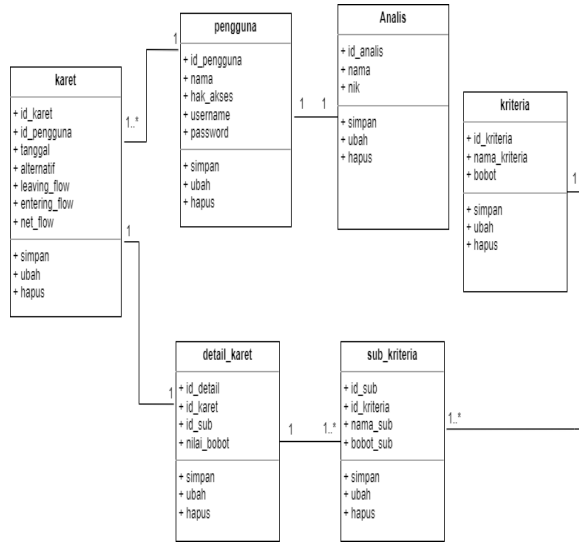 karet
+ id_karet
+ id_pengguna
+ tanggal
+ alternatif
+ leaving_flow
+ entering_flow
+ net_flow
+ simpan
+ ubah
+ hapus
1..*
1
pengguna
+ id_pengguna
+ nama
+ hak_akses
+ username
+ password
+ simpan
+ ubah
+ hapus
1
1
Analis
+ id_analis
+ nama
+ nik
+ simpan
+ ubah
+ hapus
kriteria
+ id_kriteria
+ nama_kriteria
+ bobot
+ simpan
+ ubah
+ hapus
1
1
1
detail_karet
+ id_detail
+ id_karet
+ id_sub
+ nilai_bobot
+ simpan
+ ubah
+ hapus
1
1..*
sub_kriteria
+ id_sub
+ id_kriteria
+ nama_sub
+ bobot_sub
+ simpan
+ ubah
+ hapus
1..*